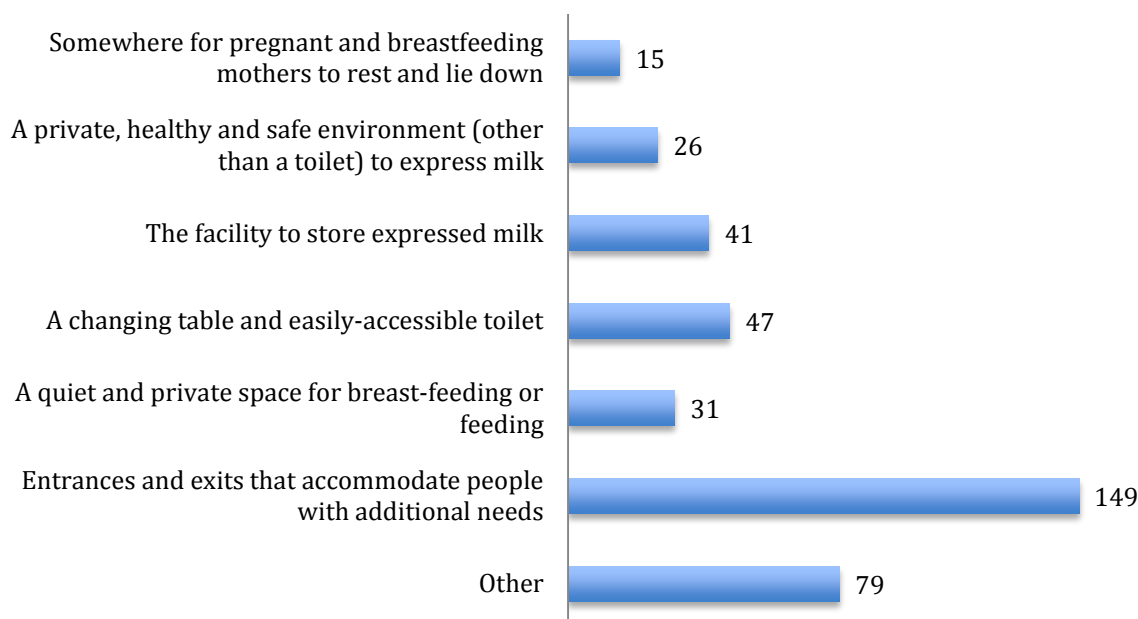 Somewhere for pregnant and breastfeeding
mothers to rest and lie down
15
A private, healthy and safe environment (other
than a toilet) to express milk
26
The facility to store expressed milk
41
A changing table and easily-accessible toilet
47
A quiet and private space for breast-feeding or
feeding
31
Entrances and exits that accommodate people
with additional needs
149
Other
79